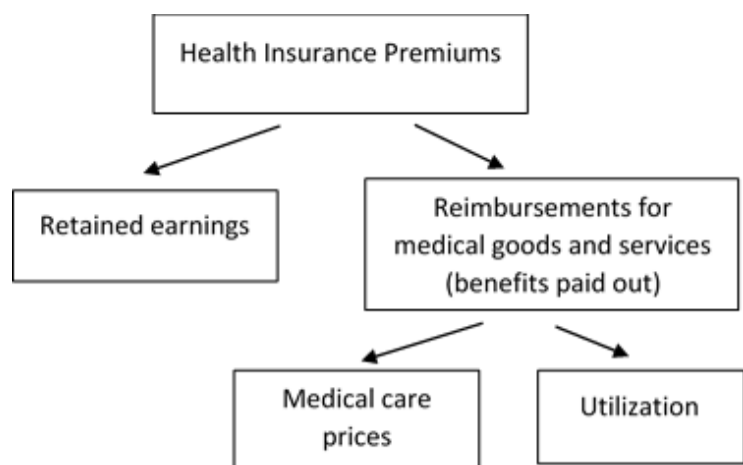 Health Insurance Premiums
Retained earnings
Reimbursements for
medical goods and services
(benefits paid out)
Medical care
prices
Utilization